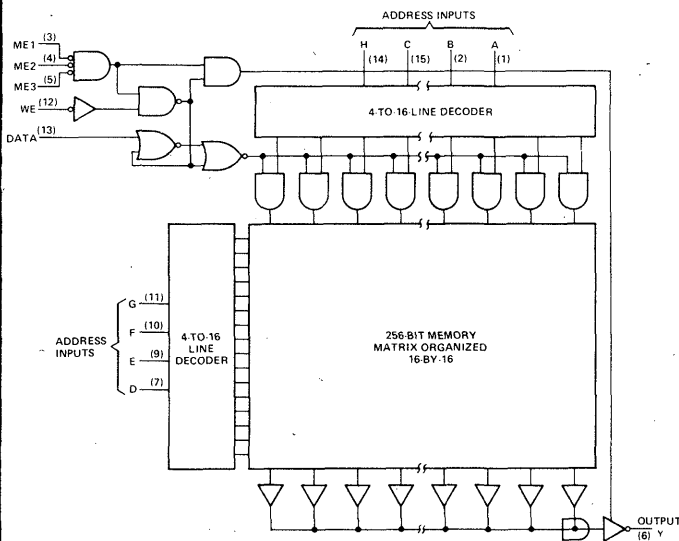 ADDRESS INPUTS
H C B A
(14) (15) (2) (1)
ME1 (3)
ME2 (4)
ME3 (5)
WE (12)
DATA (13)
4-TO-16-LINE DECODER
G (11)
F (10)
E (9)
D (7)
ADDRESS
INPUTS
4-TO-16
LINE
DECODER
256-BIT MEMORY
MATRIX ORGANIZED
16-BY-16
OUTPUT
(6) Y